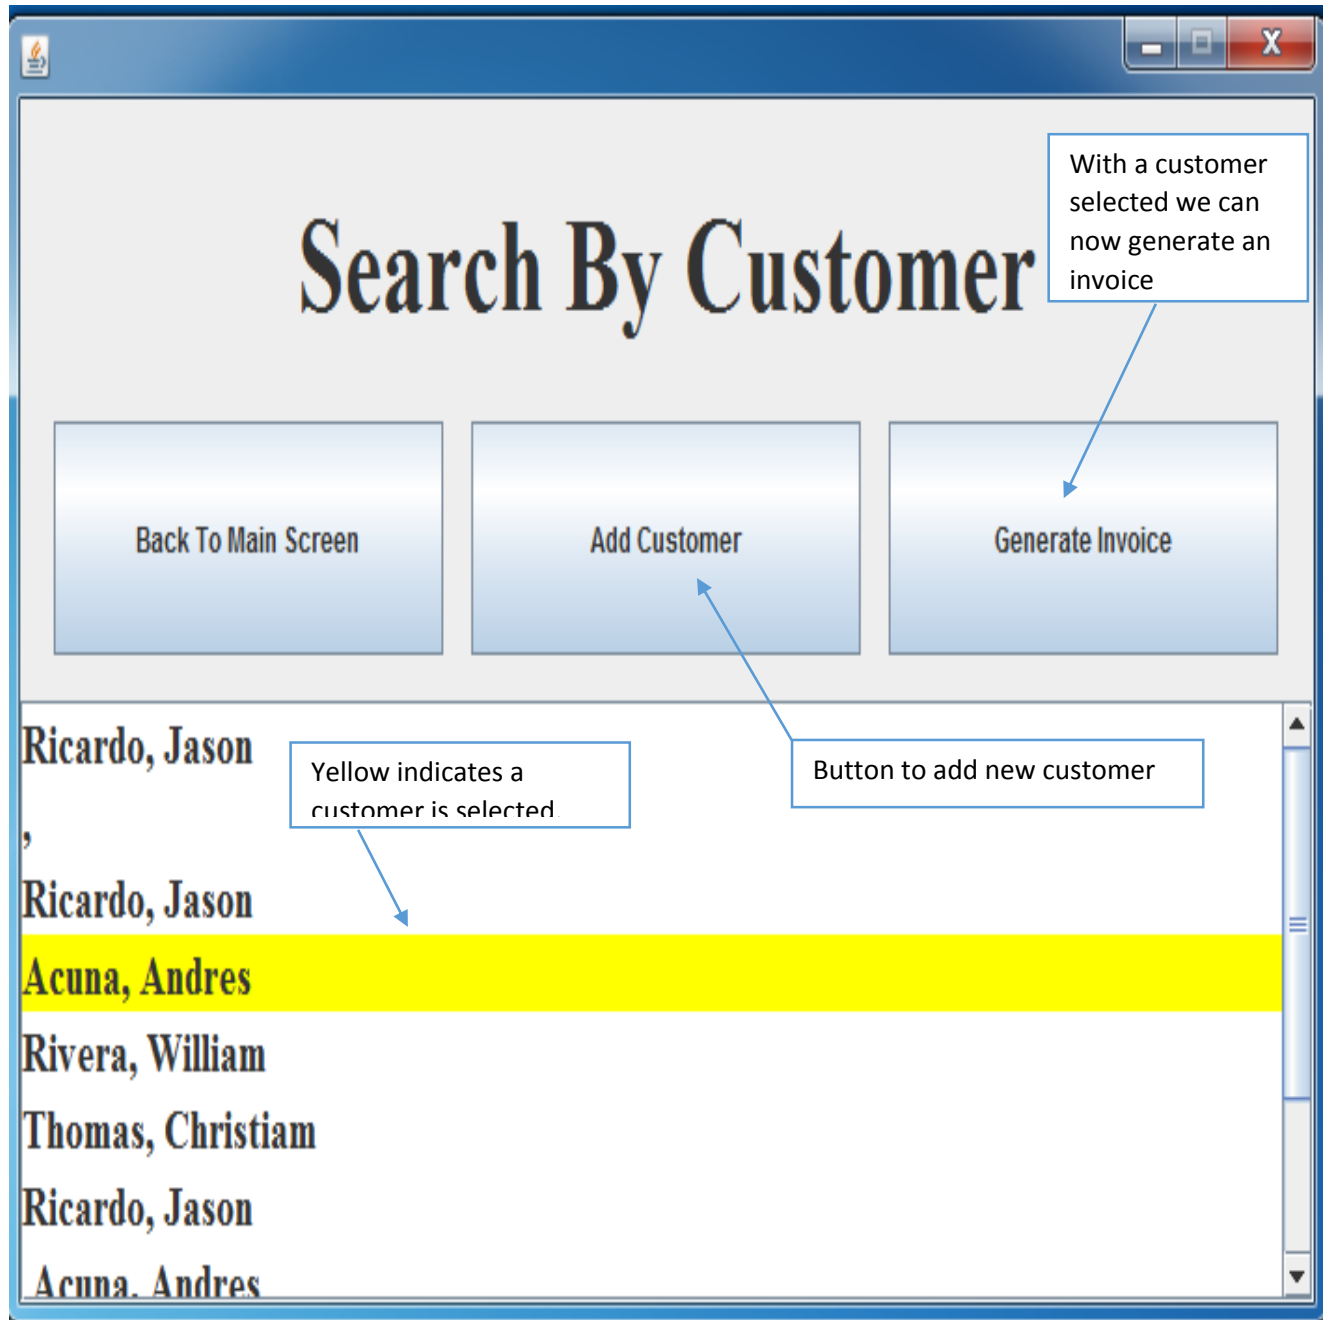 With a customer
selected we can
now generate an
invoice
Search By Customer
Back To Main Screen
Add Customer
Generate Invoice
Ricardo, Jason
Yellow indicates a
customer is selected.
Button to add new customer
,
Ricardo, Jason
Acuna, Andres
Rivera, William
Thomas, Christiam
Ricardo, Jason
Acuna, Andres